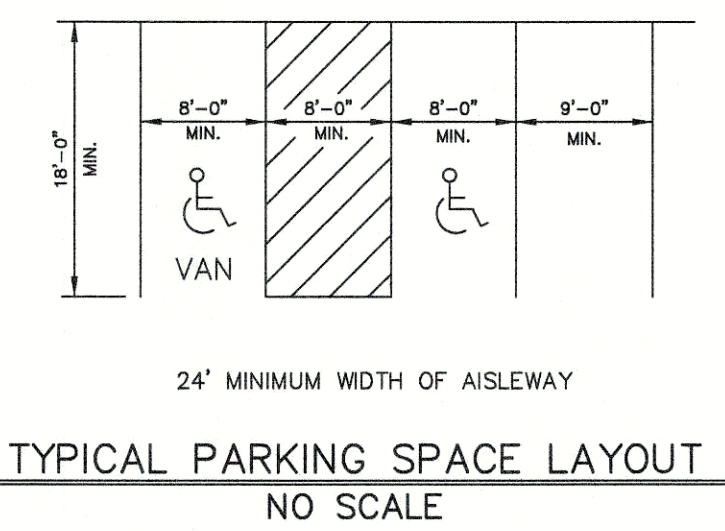 8'-0"
MIN.
8'-0"
MIN.
8'-0"
MIN.
9'-0"
MIN.
18'-0"
MIN.
VAN
24' MINIMUM WIDTH OF AISLEWAY
TYPICAL PARKING SPACE LAYOUT
NO SCALE